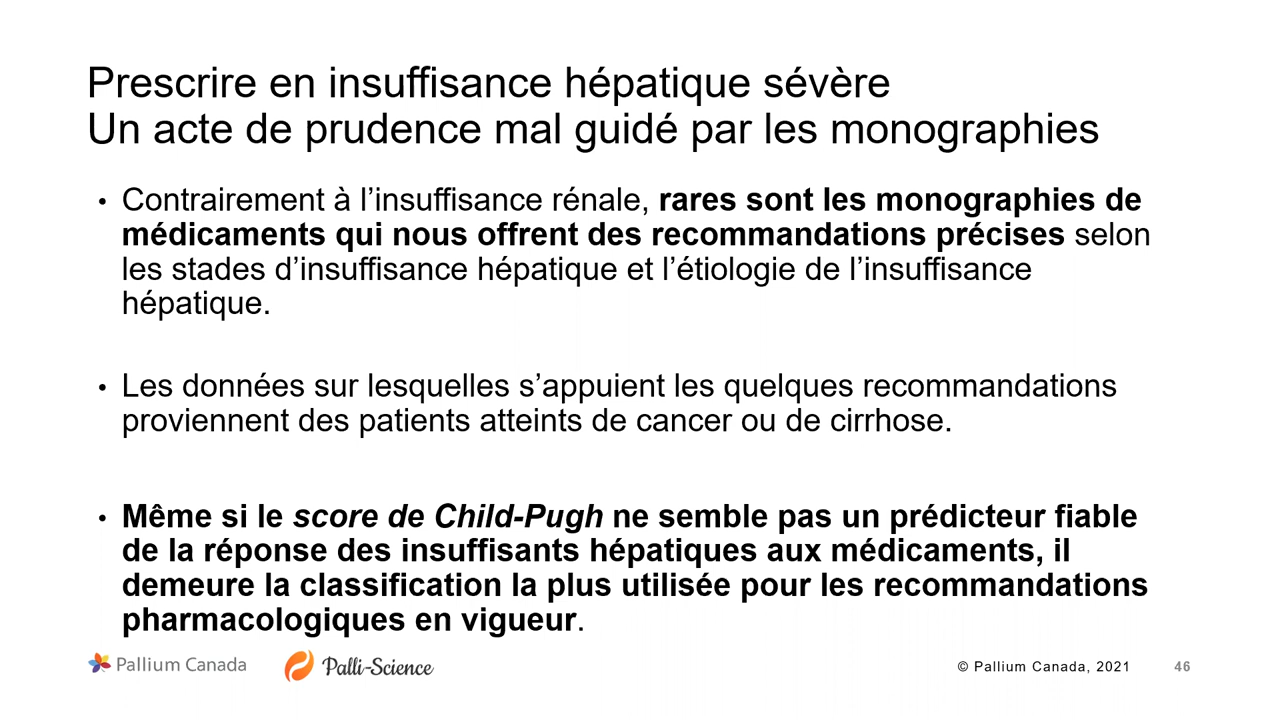 Prescrire en insuffisance hépatique sévère
Un acte de prudence mal guidé par les monographies
• Contrairement à l’insuffisance rénale, rares sont les monographies de
médicaments qui nous offrent des recommandations précises selon
les stades d’insuffisance hépatique et l’étiologie de l’insuffisance
hépatique.
• Les données sur lesquelles s’appuient les quelques recommandations
proviennent des patients atteints de cancer ou de cirrhose.
• Même si le score de Child-Pugh ne semble pas un prédicteur fiable
de la réponse des insuffisants hépatiques aux médicaments, il
demeure la classification la plus utilisée pour les recommandations
pharmacologiques en vigueur.
Pallium Canada
Palli-Science
© Pallium Canada, 2021
46